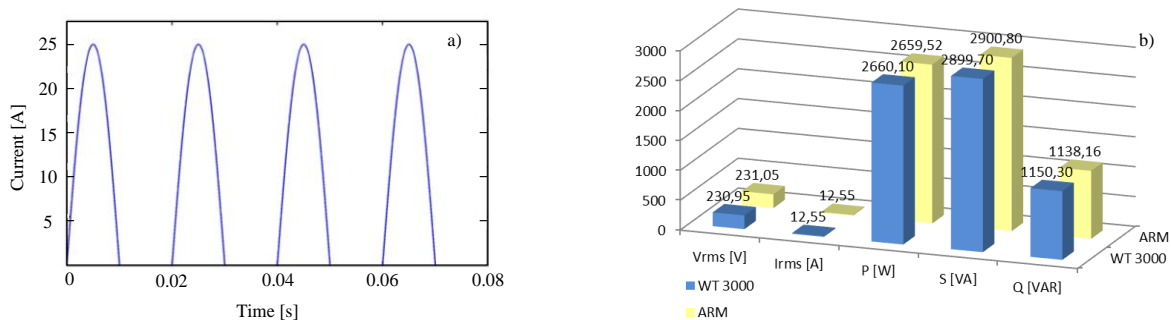 a)
25
20
15
10
5
Current [A]
0
0.02
0.04
0.06
0.08
Time [s]
b)
3000
2500
2000
1500
1000
500
0
2659,52
2900,80
2660,10
2899,70
1138,16
1150,30
231,05
12,55
230,95
12,55
Vrms [V]
Irms [A]
P [W]
S [VA]
Q [VAR]
ARM
WT 3000
WT 3000
ARM